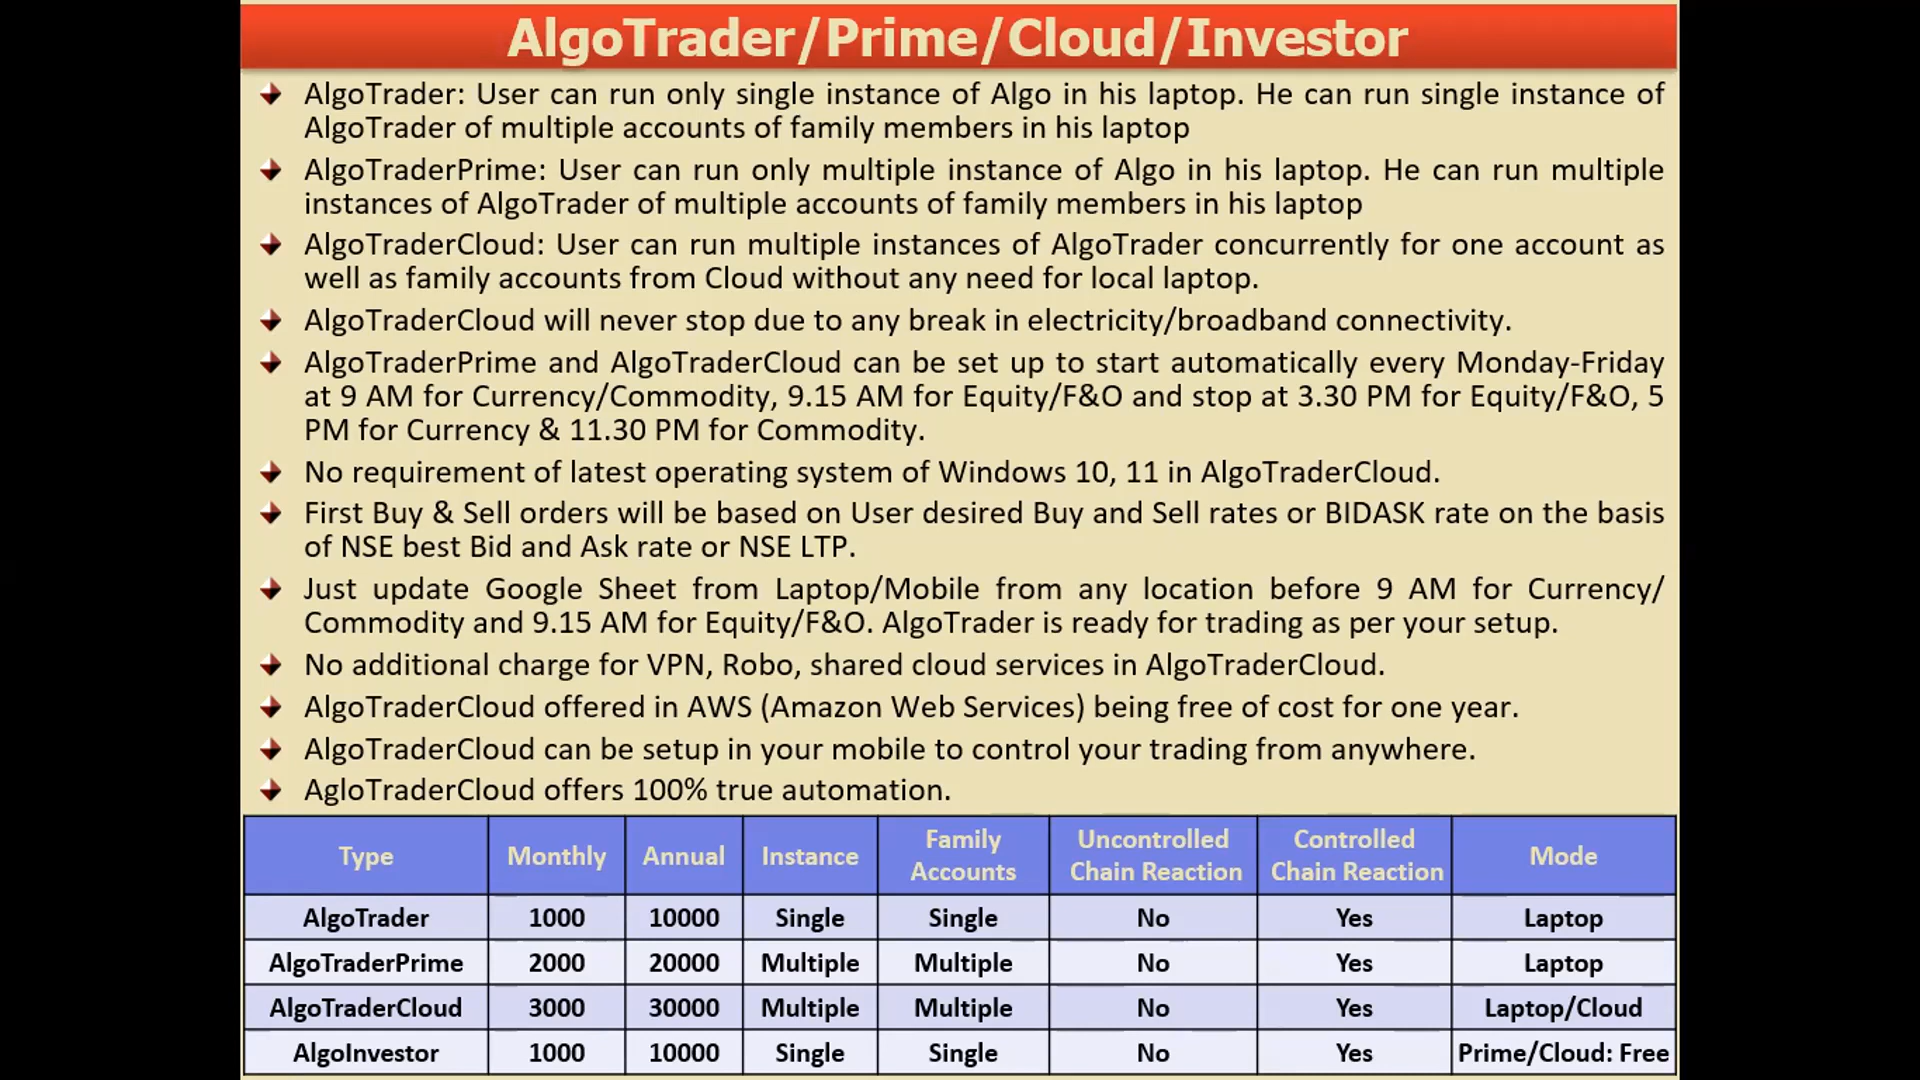 AlgoTrader/Prime/Cloud/Investor
AlgoTrader: User can run only single instance of Algo in his laptop. He can run single instance of
AlgoTrader of multiple accounts of family members in his laptop
AlgoTraderPrime: User can run only multiple instance of Algo in his laptop. He can run multiple
instances of AlgoTrader of multiple accounts of family members in his laptop
AlgoTraderCloud: User can run multiple instances of AlgoTrader concurrently for one account as
well as family accounts from Cloud without any need for local laptop.
AlgoTraderCloud will never stop due to any break in electricity/broadband connectivity.
AlgoTraderPrime and AlgoTraderCloud can be set up to start automatically every Monday-Friday
at 9 AM for Currency/Commodity, 9.15 AM for Equity/F&O and stop at 3.30 PM for Equity/F&O, 5
PM for Currency & 11.30 PM for Commodity.
No requirement of latest operating system of Windows 10, 11 in AlgoTraderCloud.
First Buy & Sell orders will be based on User desired Buy and Sell rates or BIDASK rate on the basis
of NSE best Bid and Ask rate or NSE LTP.
Just update Google Sheet from Laptop/Mobile from any location before 9 AM for Currency/
Commodity and 9.15 AM for Equity/F&O. AlgoTrader is ready for trading as per your setup.
No additional charge for VPN, Robo, shared cloud services in AlgoTraderCloud.
AlgoTraderCloud offered in AWS (Amazon Web Services) being free of cost for one year.
AlgoTraderCloud can be setup in your mobile to control your trading from anywhere.
AgloTraderCloud offers 100% true automation.
Type Monthly Annual Instance Family Accounts Uncontrolled Chain Reaction Controlled Chain Reaction Mode
AlgoTrader 1000 10000 Single Single No Yes Laptop
AlgoTraderPrime 2000 20000 Multiple Multiple No Yes Laptop
AlgoTraderCloud 3000 30000 Multiple Multiple No Yes Laptop/Cloud
AlgoInvestor 1000 10000 Single Single No Yes Prime/Cloud: Free